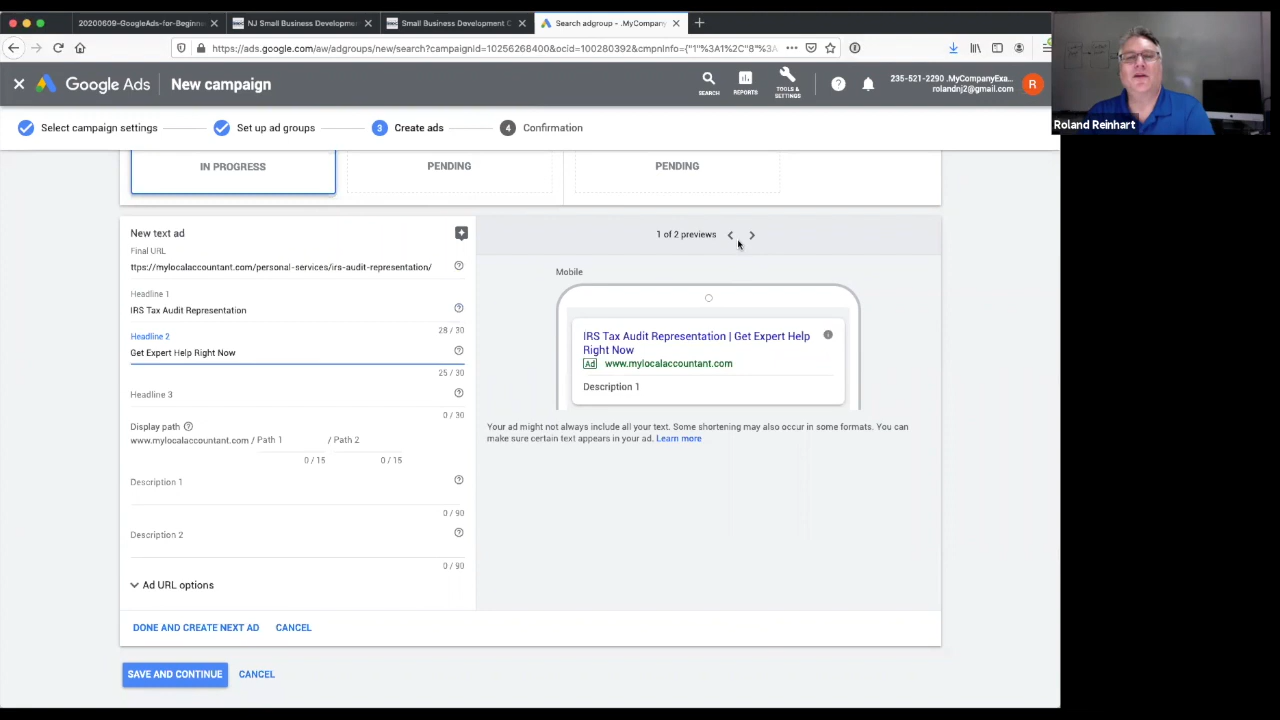 20200609-GoogleAds-for-Beginne
NJ Small Business Developmen
Small Business Development C
Search adgroup - .MyCompany
https://ads.google.com/aw/adgroups/new/search?campaignId=10256268400&ocid=100280392&cmpnInfo={"1"%3A1%2C"8"%3A
Google Ads
New campaign
SEARCH
REPORTS
TOOLS & SETTINGS
235-521-2290 .MyCompanyExa...
rolandnj2@gmail.com
R
Roland Reinhart
Select campaign settings
Set up ad groups
3 Create ads
4 Confirmation
IN PROGRESS
PENDING
PENDING
New text ad
Final URL
ttps://mylocalaccountant.com/personal-services/irs-audit-representation/
Headline 1
IRS Tax Audit Representation
28 / 30
Headline 2
Get Expert Help Right Now
25 / 30
Headline 3
0 / 30
Display path
www.mylocalaccountant.com / Path 1 / Path 2
0 / 15 0 / 15
Description 1
0 / 90
Description 2
0 / 90
Ad URL options
DONE AND CREATE NEXT AD CANCEL
SAVE AND CONTINUE CANCEL
1 of 2 previews
Mobile
IRS Tax Audit Representation | Get Expert Help
Right Now
Ad www.mylocalaccountant.com
Description 1
Your ad might not always include all your text. Some shortening may also occur in some formats. You can
make sure certain text appears in your ad. Learn more